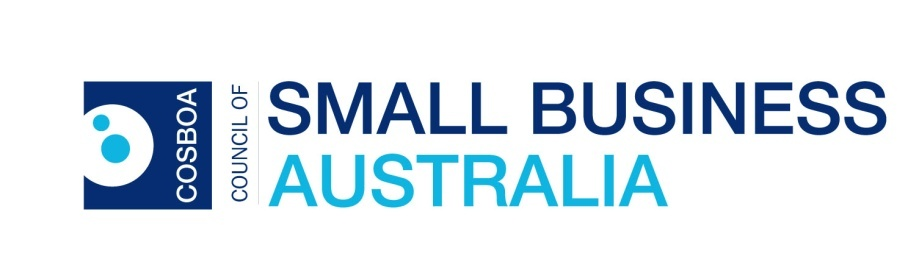 COSBOA
COUNCIL OF
SMALL BUSINESS
AUSTRALIA